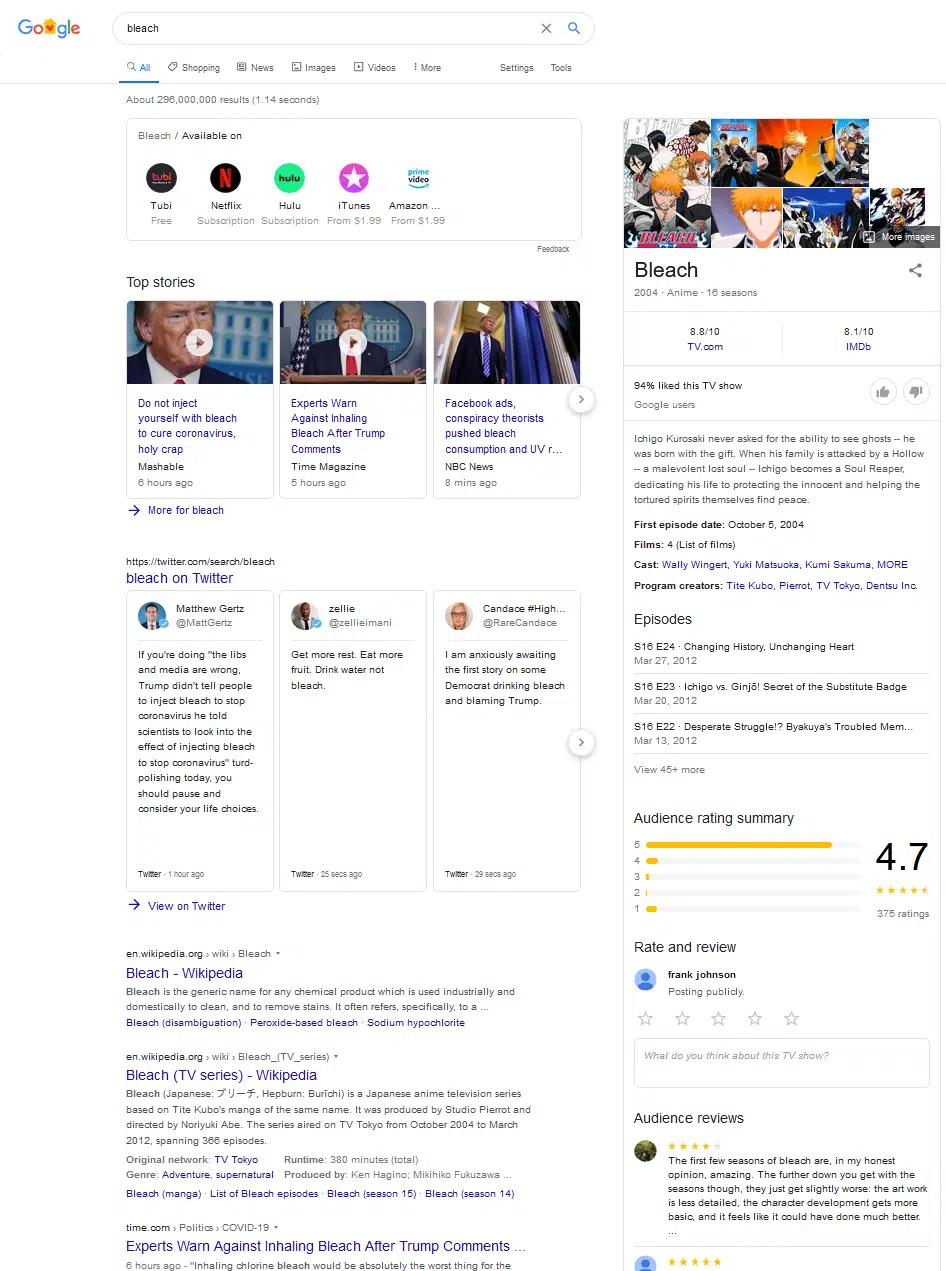 Google
bleach
All
Shopping
News
Images
Videos
More
Settings
Tools
About 296,000,000 results (1.14 seconds)
Bleach / Available on
tubi
hulu
prime
video
Tubi
Netflix
Hulu
iTunes
Amazon ...
Free
Subscription
Subscription
From $1.99
From $1.99
Feedback
Top stories
Do not inject
yourself with bleach
to cure coronavirus,
holy crap
Mashable
6 hours ago
Experts Warn
Against Inhaling
Bleach After Trump
Comments
Time Magazine
5 hours ago
Facebook ads,
conspiracy theorists
pushed bleach
consumption and UV r...
NBC News
8 mins ago
More for bleach
https://twitter.com/search/bleach
bleach on Twitter
Matthew Gertz
@MattGertz
If you're doing "the libs
and media are wrong,
Trump didn't tell people
to inject bleach to stop
coronavirus he told
scientists to look into the
effect of injecting bleach
to stop coronavirus" turd-
polishing today, you
should pause and
consider your life choices.
Twitter · 1 hour ago
zellie
@zellieimani
Get more rest. Eat more
fruit. Drink water not
bleach.
Twitter · 25 secs ago
Candace #High...
@RareCandace
I am anxiously awaiting
the first story on some
Democrat drinking bleach
and blaming Trump.
Twitter · 29 secs ago
View on Twitter
en.wikipedia.org › wiki › Bleach
Bleach - Wikipedia
Bleach is the generic name for any chemical product which is used industrially and
domestically to clean, and to remove stains. It often refers, specifically, to a ...
Bleach (disambiguation) · Peroxide-based bleach · Sodium hypochlorite
en.wikipedia.org › wiki › Bleach_(TV_series)
Bleach (TV series) - Wikipedia
Bleach (Japanese: ブリーチ, Hepburn: Burīchi) is a Japanese anime television series
based on Tite Kubo's manga of the same name. It was produced by Studio Pierrot and
directed by Noriyuki Abe. The series aired on TV Tokyo from October 2004 to March
2012, spanning 366 episodes.
Original network: TV Tokyo
Runtime: 380 minutes (total)
Genre: Adventure, supernatural
Produced by: Ken Hagino; Mikihiko Fukuzawa ...
Bleach (manga) · List of Bleach episodes · Bleach (season 15) · Bleach (season 14)
time.com › Politics › COVID-19
Experts Warn Against Inhaling Bleach After Trump Comments ...
6 hours ago - "Inhaling chlorine bleach would be absolutely the worst thing for the
BLEACH
More images
Bleach
2004 · Anime · 16 seasons
8.8/10
TV.com
8.1/10
IMDb
94% liked this TV show
Google users
Ichigo Kurosaki never asked for the ability to see ghosts -- he
was born with the gift. When his family is attacked by a Hollow
-- a malevolent lost soul -- Ichigo becomes a Soul Reaper,
dedicating his life to protecting the innocent and helping the
tortured spirits themselves find peace.
First episode date: October 5, 2004
Films: 4 (List of films)
Cast: Wally Wingert, Yuki Matsuoka, Kumi Sakuma, MORE
Program creators: Tite Kubo, Pierrot, TV Tokyo, Dentsu Inc.
Episodes
S16 E24 · Changing History, Unchanging Heart
Mar 27, 2012
S16 E23 · Ichigo vs. Ginjō! Secret of the Substitute Badge
Mar 20, 2012
S16 E22 · Desperate Struggle!? Byakuya's Troubled Mem...
Mar 13, 2012
View 45+ more
Audience rating summary
5
4
3
2
1
4.7
375 ratings
Rate and review
frank johnson
Posting publicly.
What do you think about this TV show?
Audience reviews
The first few seasons of bleach are, in my honest
opinion, amazing. The further down you get with the
seasons though, they just get slightly worse: the art work
is less detailed, the character development gets more
basic, and it feels like it could have done much better.
...